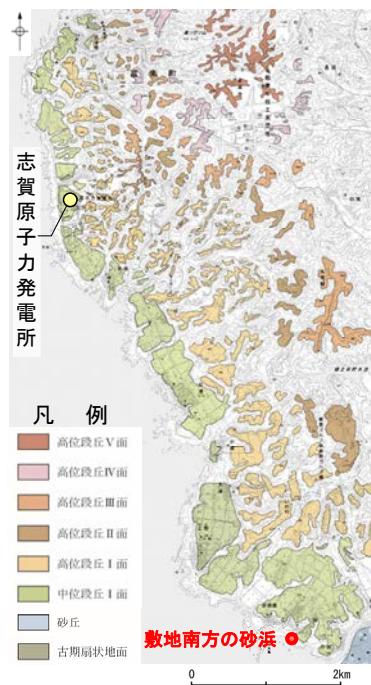 志賀原子力発電所
凡　例
高位段丘Ⅴ面
高位段丘Ⅳ面
高位段丘Ⅲ面
高位段丘Ⅱ面
高位段丘Ⅰ面
中位段丘Ⅰ面
砂丘
古期扇状地面
敷地南方の砂浜
0
2km